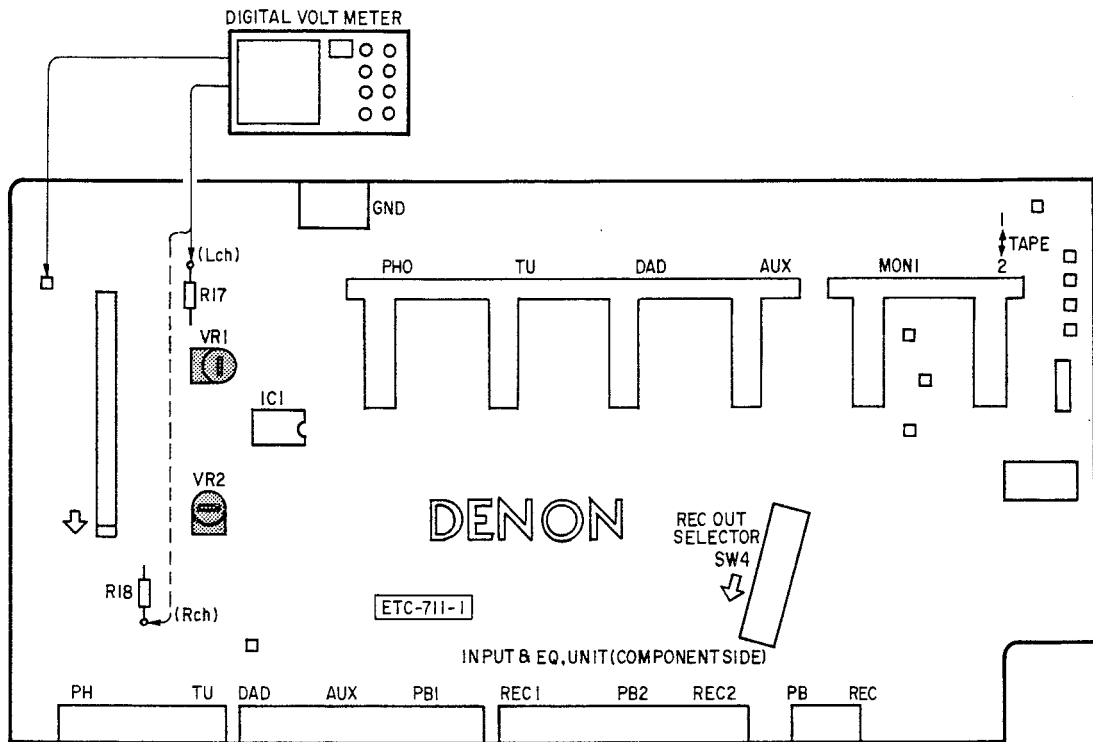 DIGITAL VOLT METER
GND
(Lch)
1
TAPE
2
PHO TU DAD AUX MONI
R17
VR1
IC1
VR2
DENON
REC OUT
SELECTOR
SW4
R18
(Rch)
ETC-711-1
INPUT & EQ, UNIT (COMPONENT SIDE)
PH TU DAD AUX PB1 REC1 PB2 REC2 PB REC